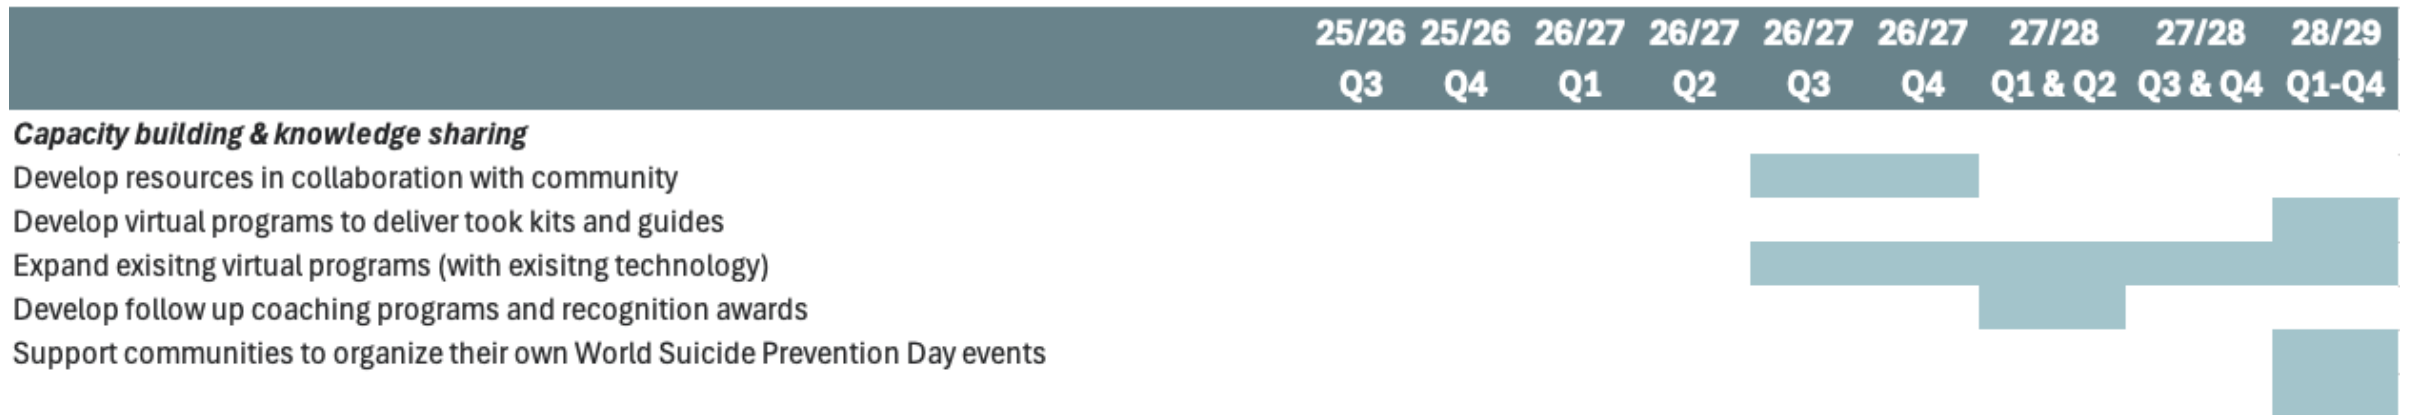 25/26 25/26 26/27 26/27 26/27 26/27 27/28 27/28 28/29
Q3 Q4 Q1 Q2 Q3 Q4 Q1 & Q2 Q3 & Q4 Q1-Q4
Capacity building & knowledge sharing
Develop resources in collaboration with community
Develop virtual programs to deliver took kits and guides
Expand exisitng virtual programs (with exisitng technology)
Develop follow up coaching programs and recognition awards
Support communities to organize their own World Suicide Prevention Day events